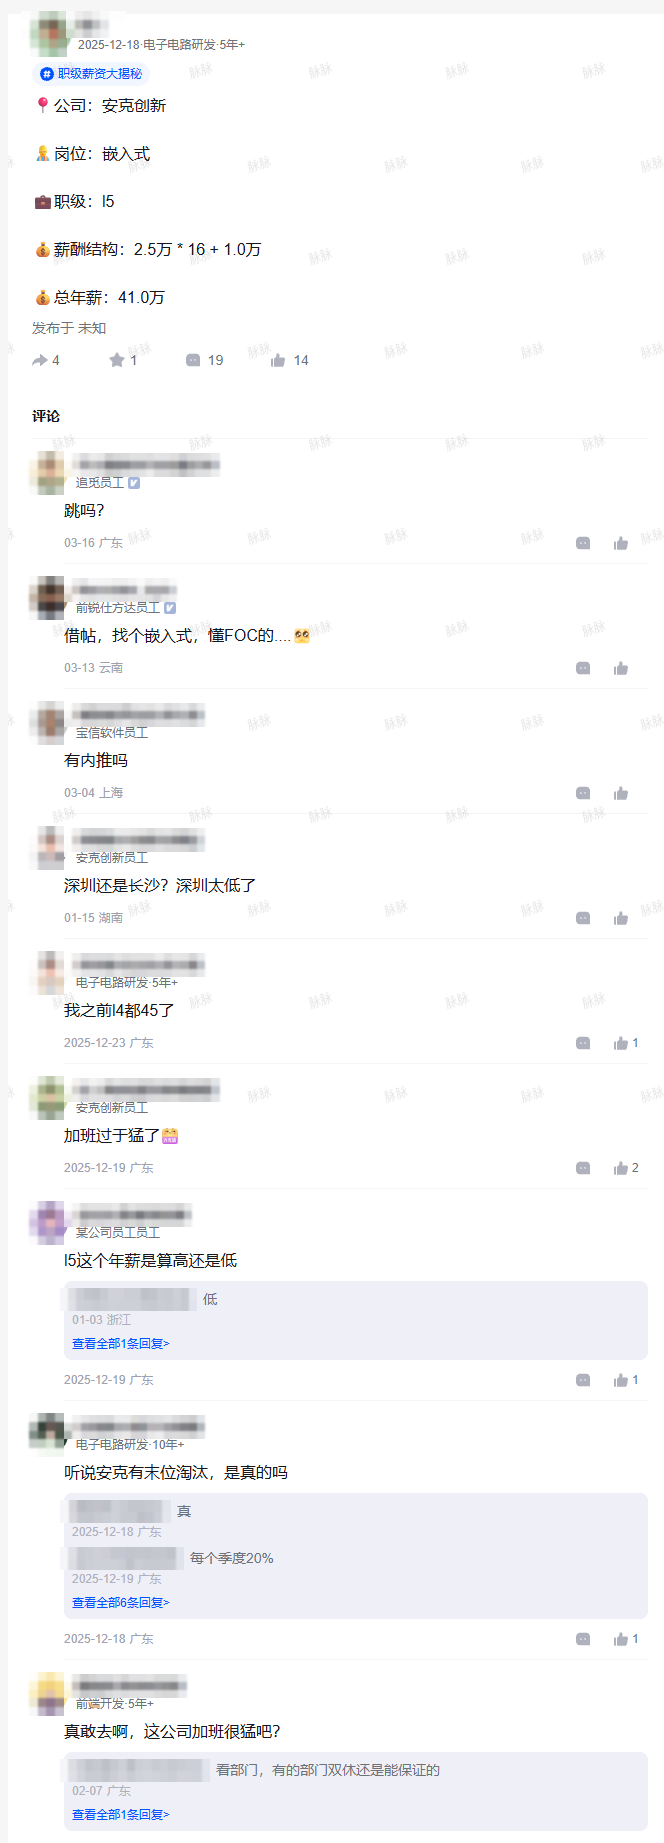 2025-12-18·电子电路研发·5年+
# 职级薪资大揭秘
公司：安克创新
岗位：嵌入式
职级：l5
薪酬结构：2.5万 * 16 + 1.0万
总年薪：41.0万
发布于 未知
4 1 19 14
评论
追觅员工
跳吗？
03-16 广东
前锐仕方达员工
借帖，找个嵌入式，懂FOC的....
03-13 云南
宝信软件员工
有内推吗
03-04 上海
安克创新员工
深圳还是长沙？深圳太低了
01-15 湖南
电子电路研发·5年+
我之前l4都45了
2025-12-23 广东 1
安克创新员工
加班过于猛了
2025-12-19 广东 2
某公司员工员工
l5这个年薪是算高还是低
低
01-03 浙江
查看全部1条回复>
2025-12-19 广东 1
电子电路研发·10年+
听说安克有末位淘汰，是真的吗
真
2025-12-18 广东
每个季度20%
2025-12-19 广东
查看全部6条回复>
2025-12-18 广东 1
前端开发·5年+
真敢去啊，这公司加班很猛吧？
看部门，有的部门双休还是能保证的
02-07 广东
查看全部1条回复>
脉脉